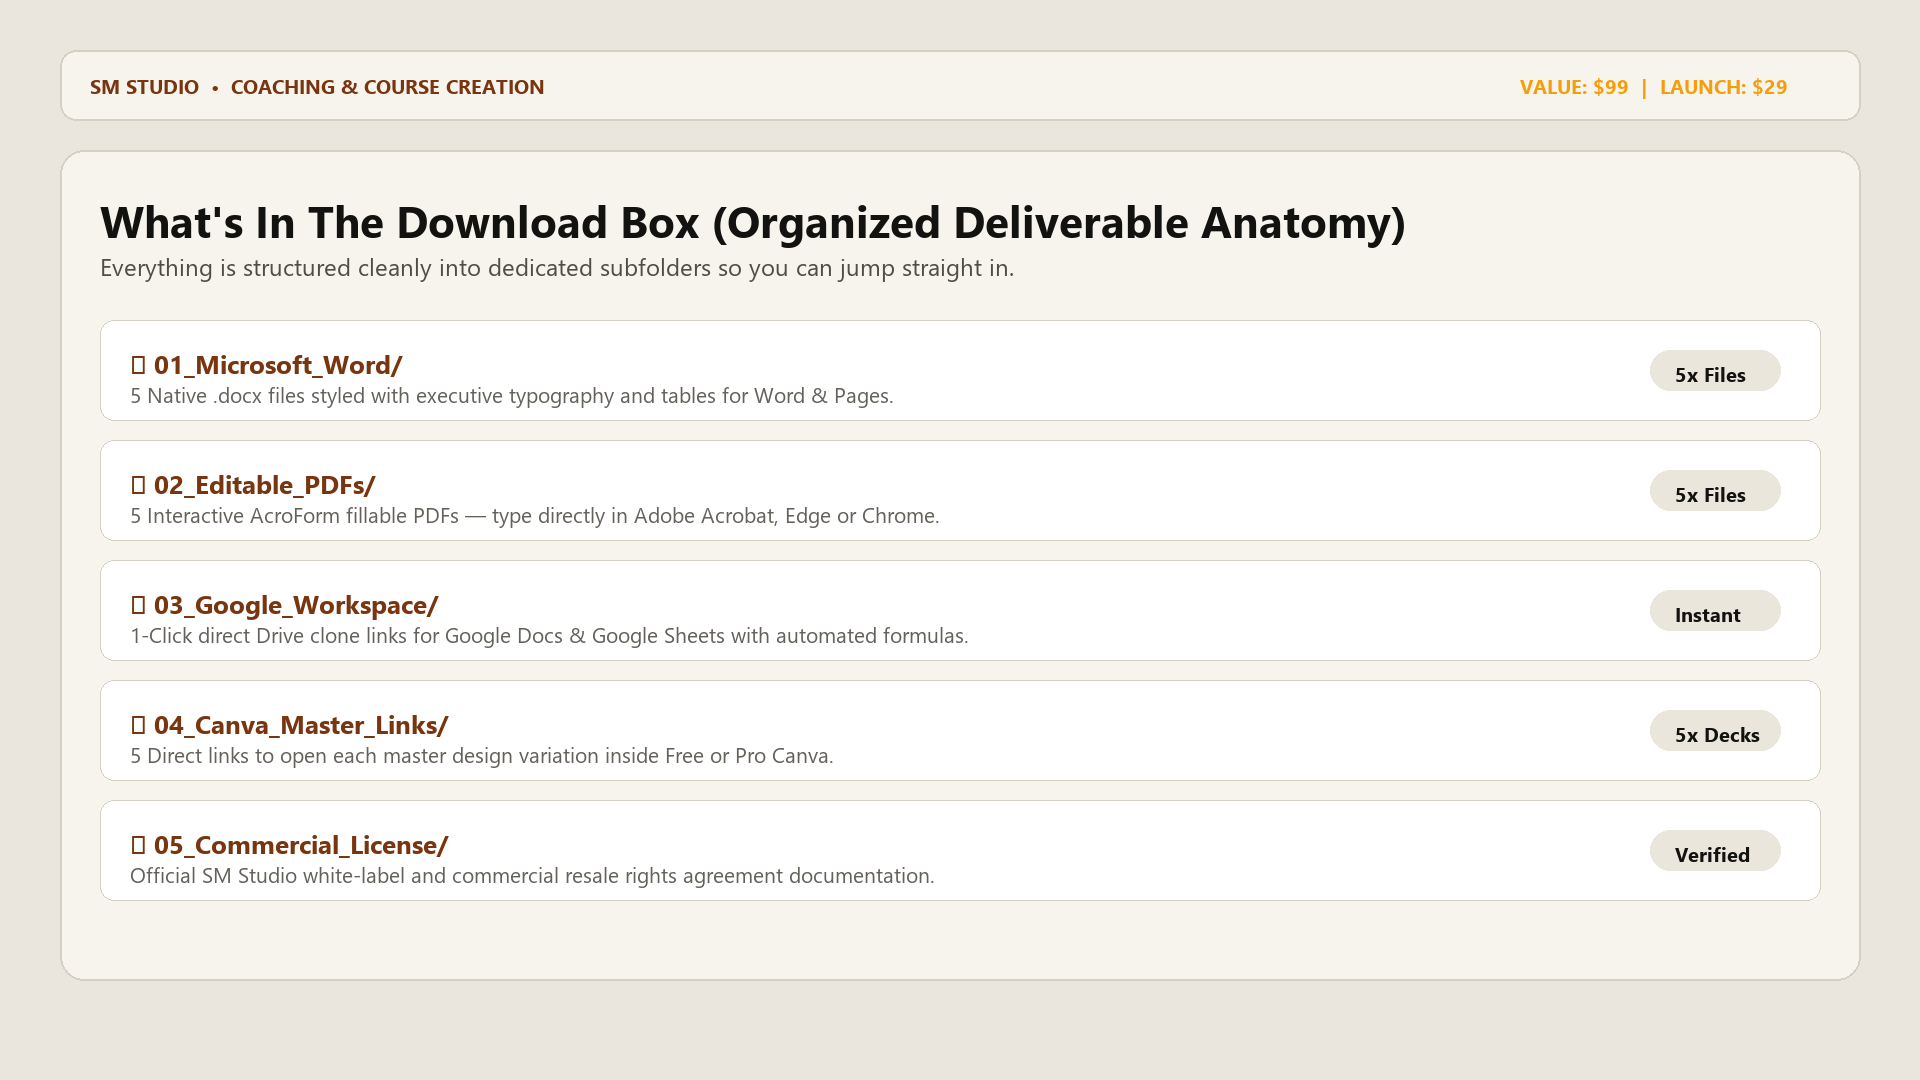 SM STUDIO • COACHING & COURSE CREATION
VALUE: $99 | LAUNCH: $29
What's In The Download Box (Organized Deliverable Anatomy)
Everything is structured cleanly into dedicated subfolders so you can jump straight in.
01_Microsoft_Word/
5x Files
5 Native .docx files styled with executive typography and tables for Word & Pages.
02_Editable_PDFs/
5x Files
5 Interactive AcroForm fillable PDFs — type directly in Adobe Acrobat, Edge or Chrome.
03_Google_Workspace/
Instant
1-Click direct Drive clone links for Google Docs & Google Sheets with automated formulas.
04_Canva_Master_Links/
5x Decks
5 Direct links to open each master design variation inside Free or Pro Canva.
05_Commercial_License/
Verified
Official SM Studio white-label and commercial resale rights agreement documentation.